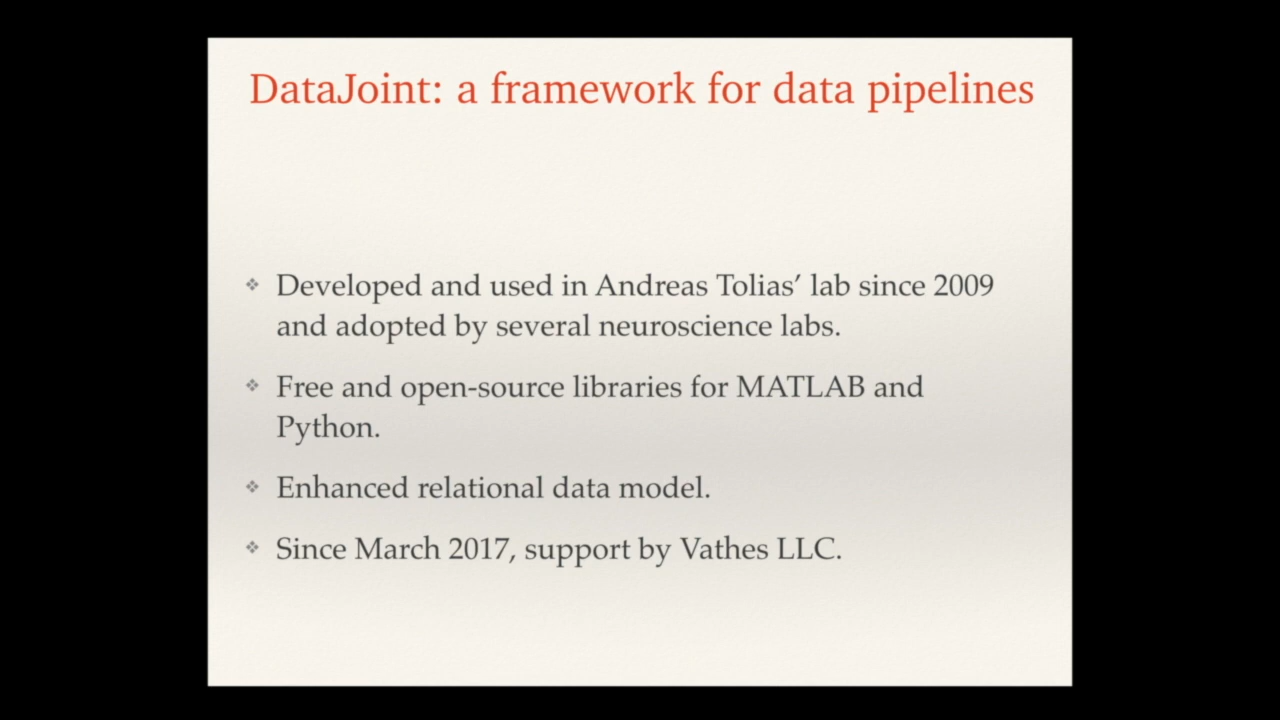 DataJoint: a framework for data pipelines
❖ Developed and used in Andreas Tolias’ lab since 2009
and adopted by several neuroscience labs.
❖ Free and open-source libraries for MATLAB and
Python.
❖ Enhanced relational data model.
❖ Since March 2017, support by Vathes LLC.